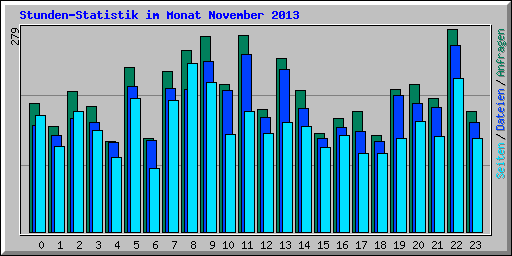 Stunden-Statistik im Monat November 2013
279
Seiten / Dateien / Anfragen
0 1 2 3 4 5 6 7 8 9 10 11 12 13 14 15 16 17 18 19 20 21 22 23